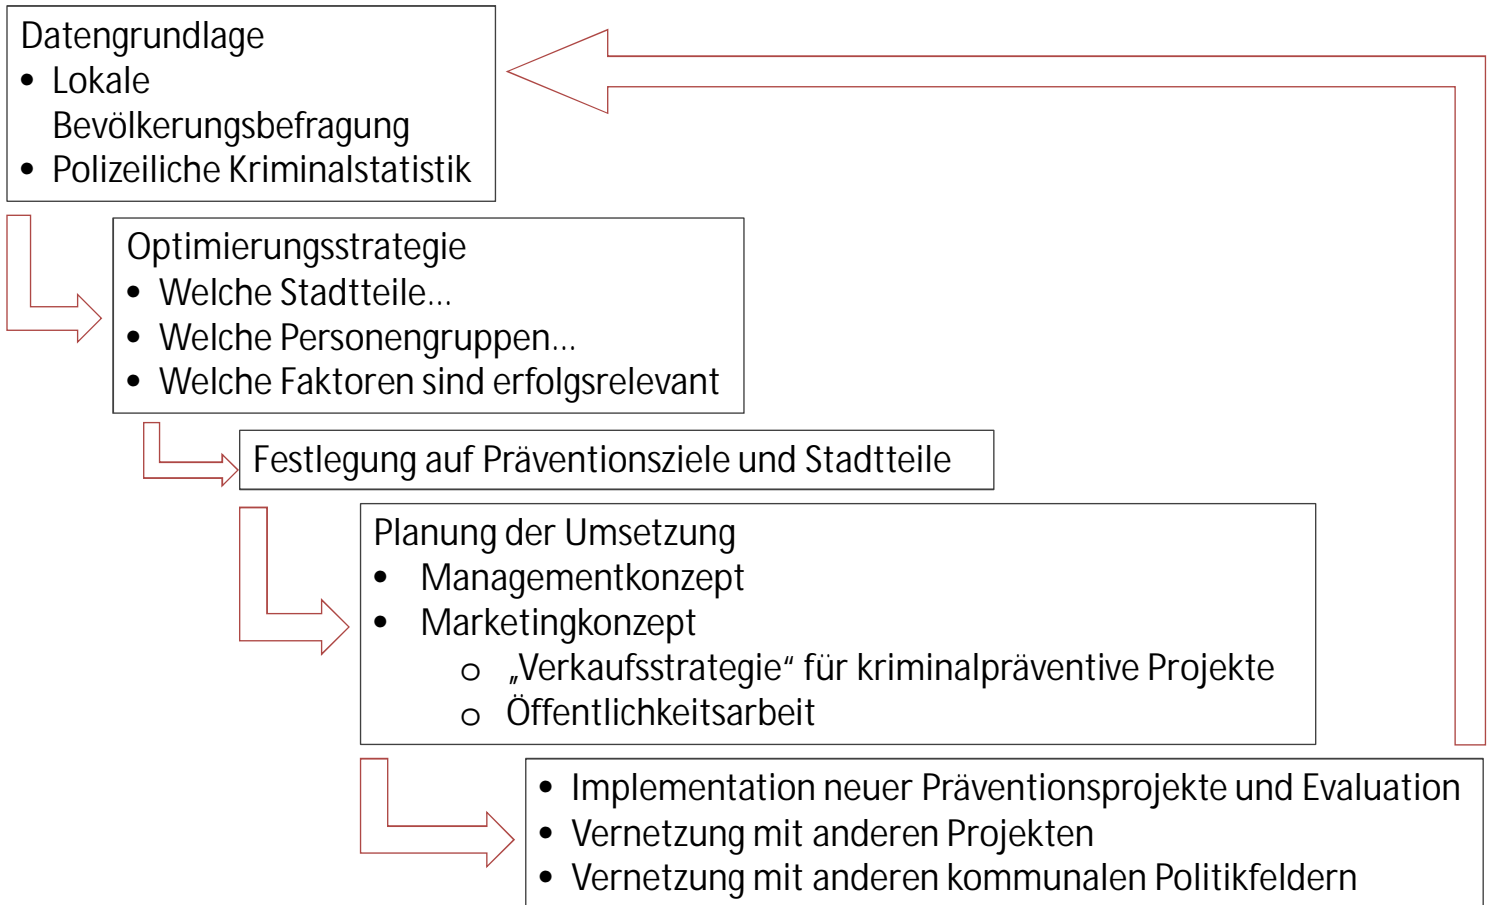 Datengrundlage
• Lokale
Bevölkerungsbefragung
• Polizeiliche Kriminalstatistik
Optimierungsstrategie
• Welche Stadtteile...
• Welche Personengruppen...
• Welche Faktoren sind erfolgsrelevant
Festlegung auf Präventionsziele und Stadtteile
Planung der Umsetzung
• Managementkonzept
• Marketingkonzept
o „Verkaufsstrategie“ für kriminalpräventive Projekte
o Öffentlichkeitsarbeit
• Implementation neuer Präventionsprojekte und Evaluation
• Vernetzung mit anderen Projekten
• Vernetzung mit anderen kommunalen Politikfeldern